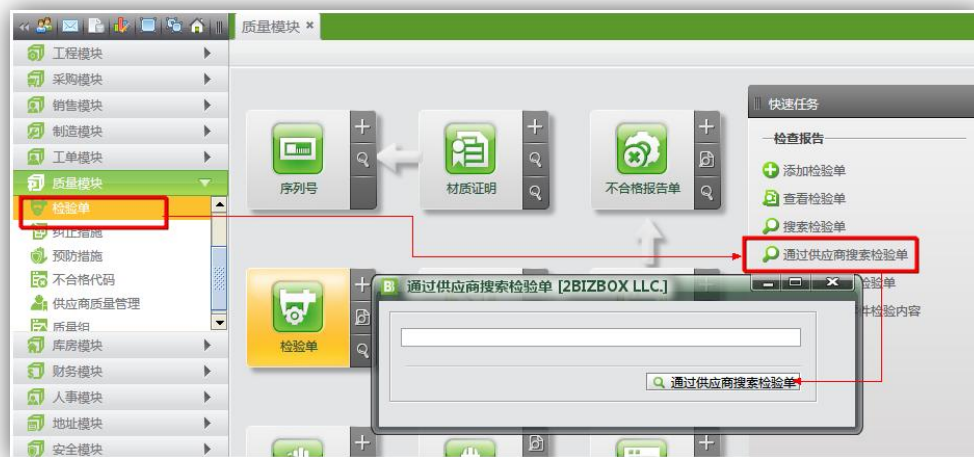 质量模块 ×
工程模块
采购模块
销售模块
制造模块
工单模块
质量模块
检验单
纠正措施
预防措施
不合格代码
供应商质量管理
质量组
库房模块
财务模块
人事模块
地址模块
安全模块
序列号
材质证明
不合格报告单
检验单
快速任务
检查报告
添加检验单
查看检验单
搜索检验单
通过供应商搜索检验单
检验单
件检验内容
通过供应商搜索检验单 [2BIZBOX LLC.]
通过供应商搜索检验单